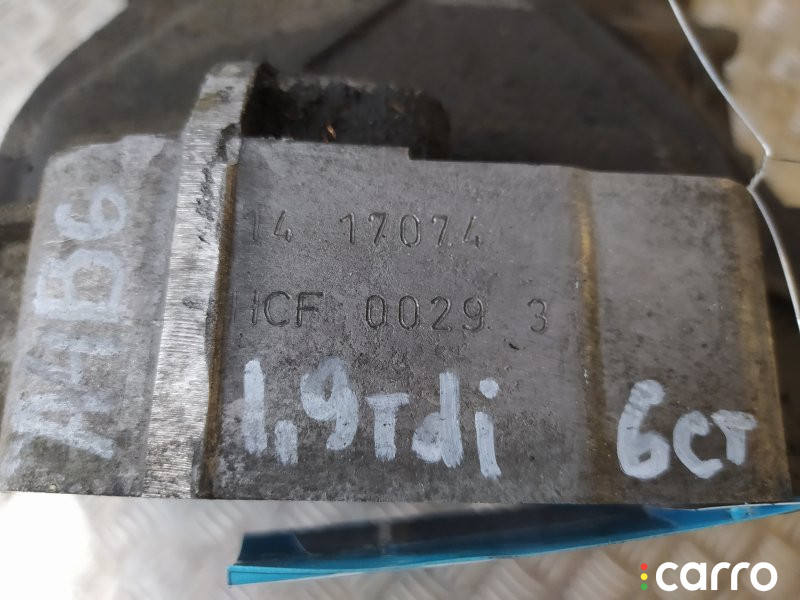 A4B6
14 17074
HCF 0029 3
1,9Tdi
6ст
carro